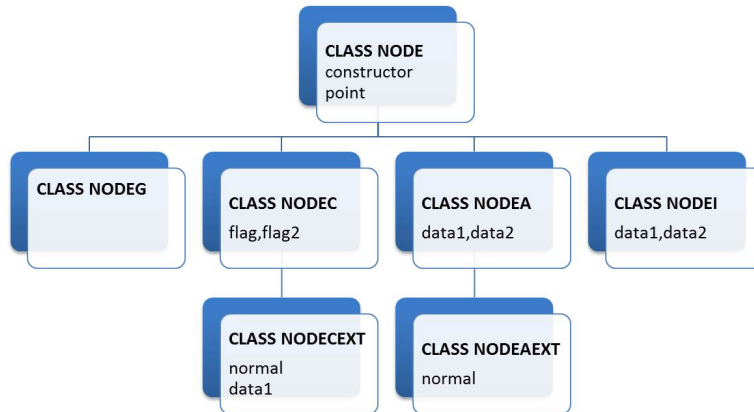 CLASS NODE
constructor
point
CLASS NODEG
CLASS NODEC
flag,flag2
CLASS NODEA
data1,data2
CLASS NODEI
data1,data2
CLASS NODECEXT
normal
data1
CLASS NODEAEXT
normal